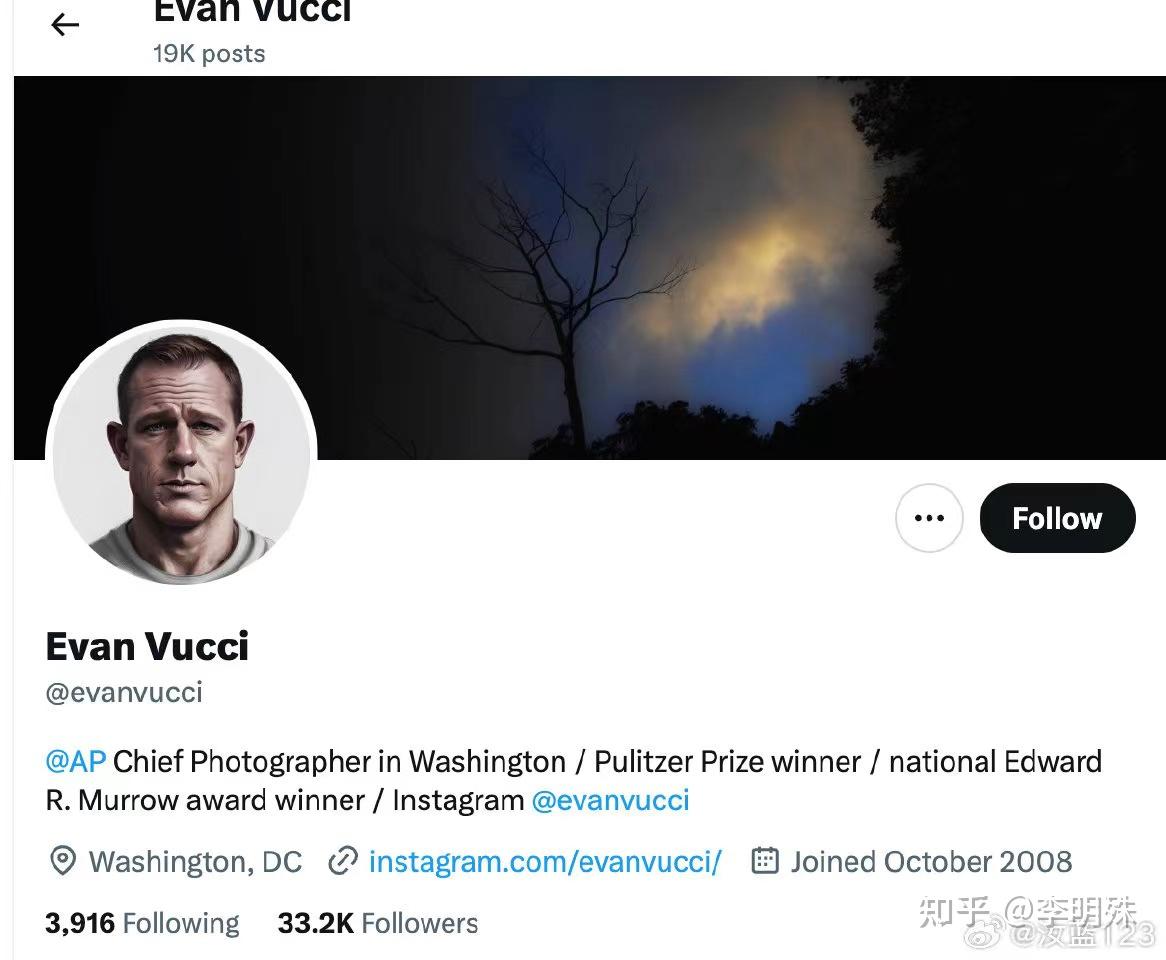 Evan Vucci
19K posts
Follow
Evan Vucci
@evanvucci
@AP Chief Photographer in Washington / Pulitzer Prize winner / national Edward
R. Murrow award winner / Instagram @evanvucci
Washington, DC instagram.com/evanvucci/ Joined October 2008
3,916 Following 33.2K Followers
知乎 @李明殊
@汝蓝123